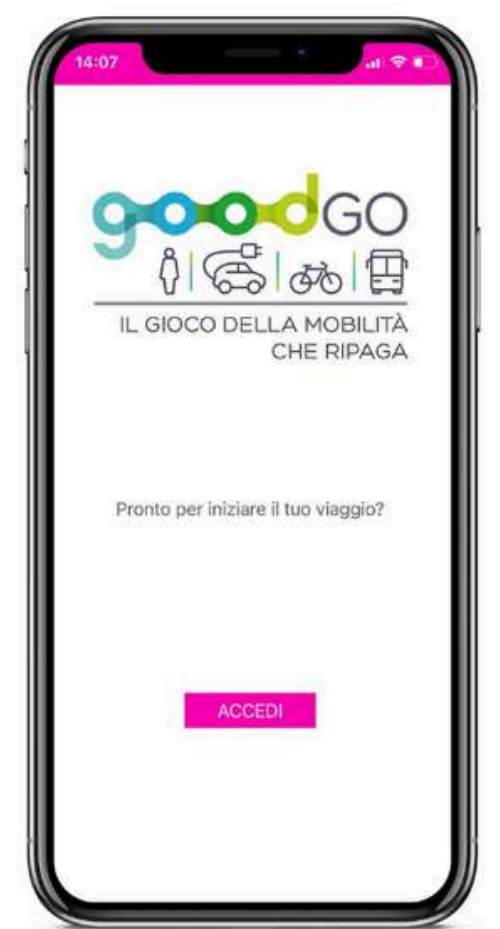 14:07
goodGO
IL GIOCO DELLA MOBILITÀ
CHE RIPAGA
Pronto per iniziare il tuo viaggio?
ACCEDI